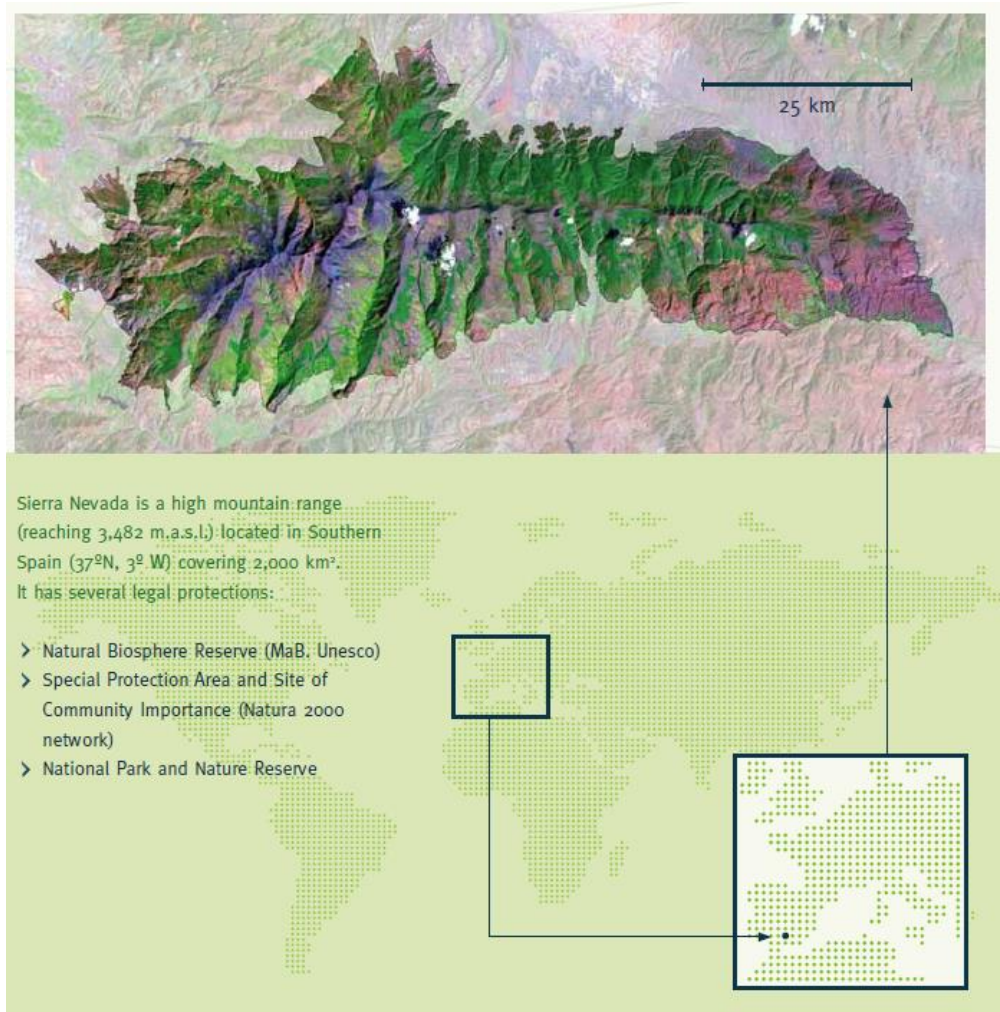 25 km
Sierra Nevada is a high mountain range
(reaching 3,482 m.a.s.l.) located in Southern
Spain (37ºN, 3º W) covering 2,000 km².
It has several legal protections:
> Natural Biosphere Reserve (MaB. Unesco)
> Special Protection Area and Site of
Community Importance (Natura 2000
network)
> National Park and Nature Reserve